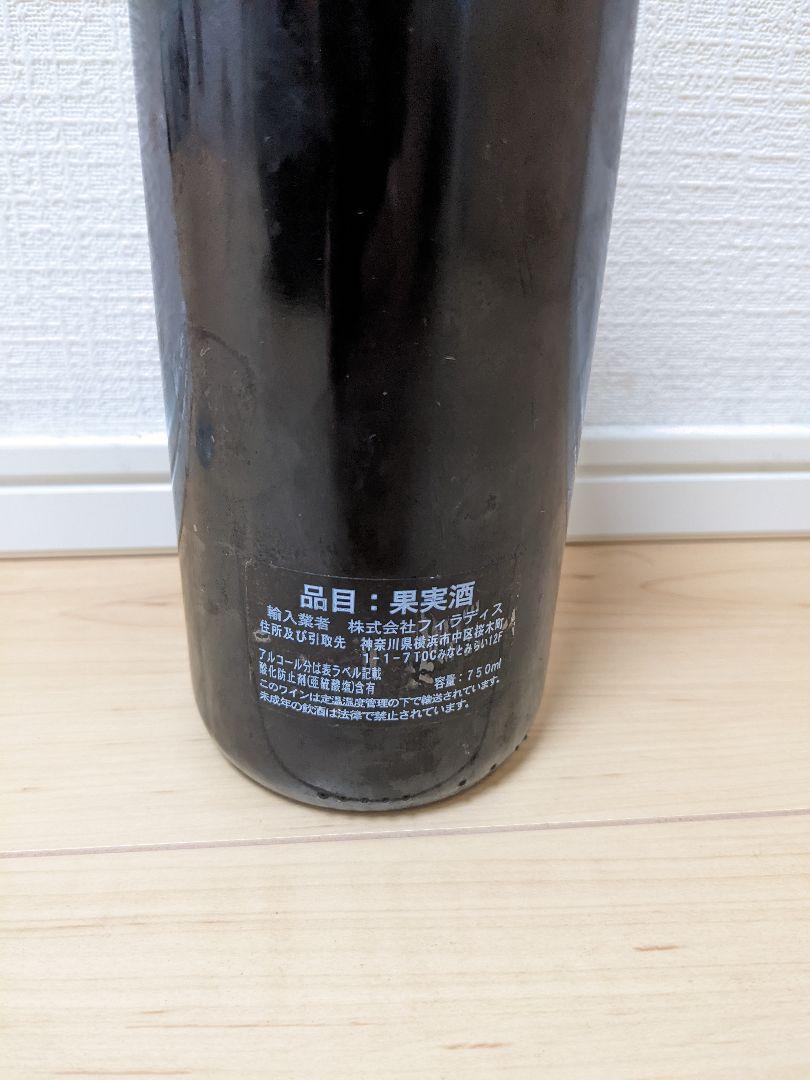 品目：果実酒
輸入業者 株式会社フィラディス
住所及び引取先 神奈川県横浜市中区桜木町
1-1-7TOCみなとみらい12F
アルコール分は表ラベル記載
酸化防止剤(亜硫酸塩)含有 容量：750ml
このワインは定温温度管理の下で輸送されています。
未成年の飲酒は法律で禁止されています。